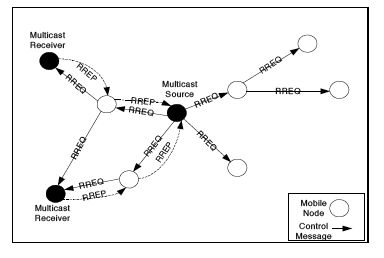 Multicast
Receiver
RREP
RREQ
RREQ
Multicast
Source
RREP
RREQ
RREQ
RREQ
RREQ
RREQ
RREQ
RREP
RREQ
RREQ
RREP
Multicast
Receiver
Mobile
Node
Control
Message